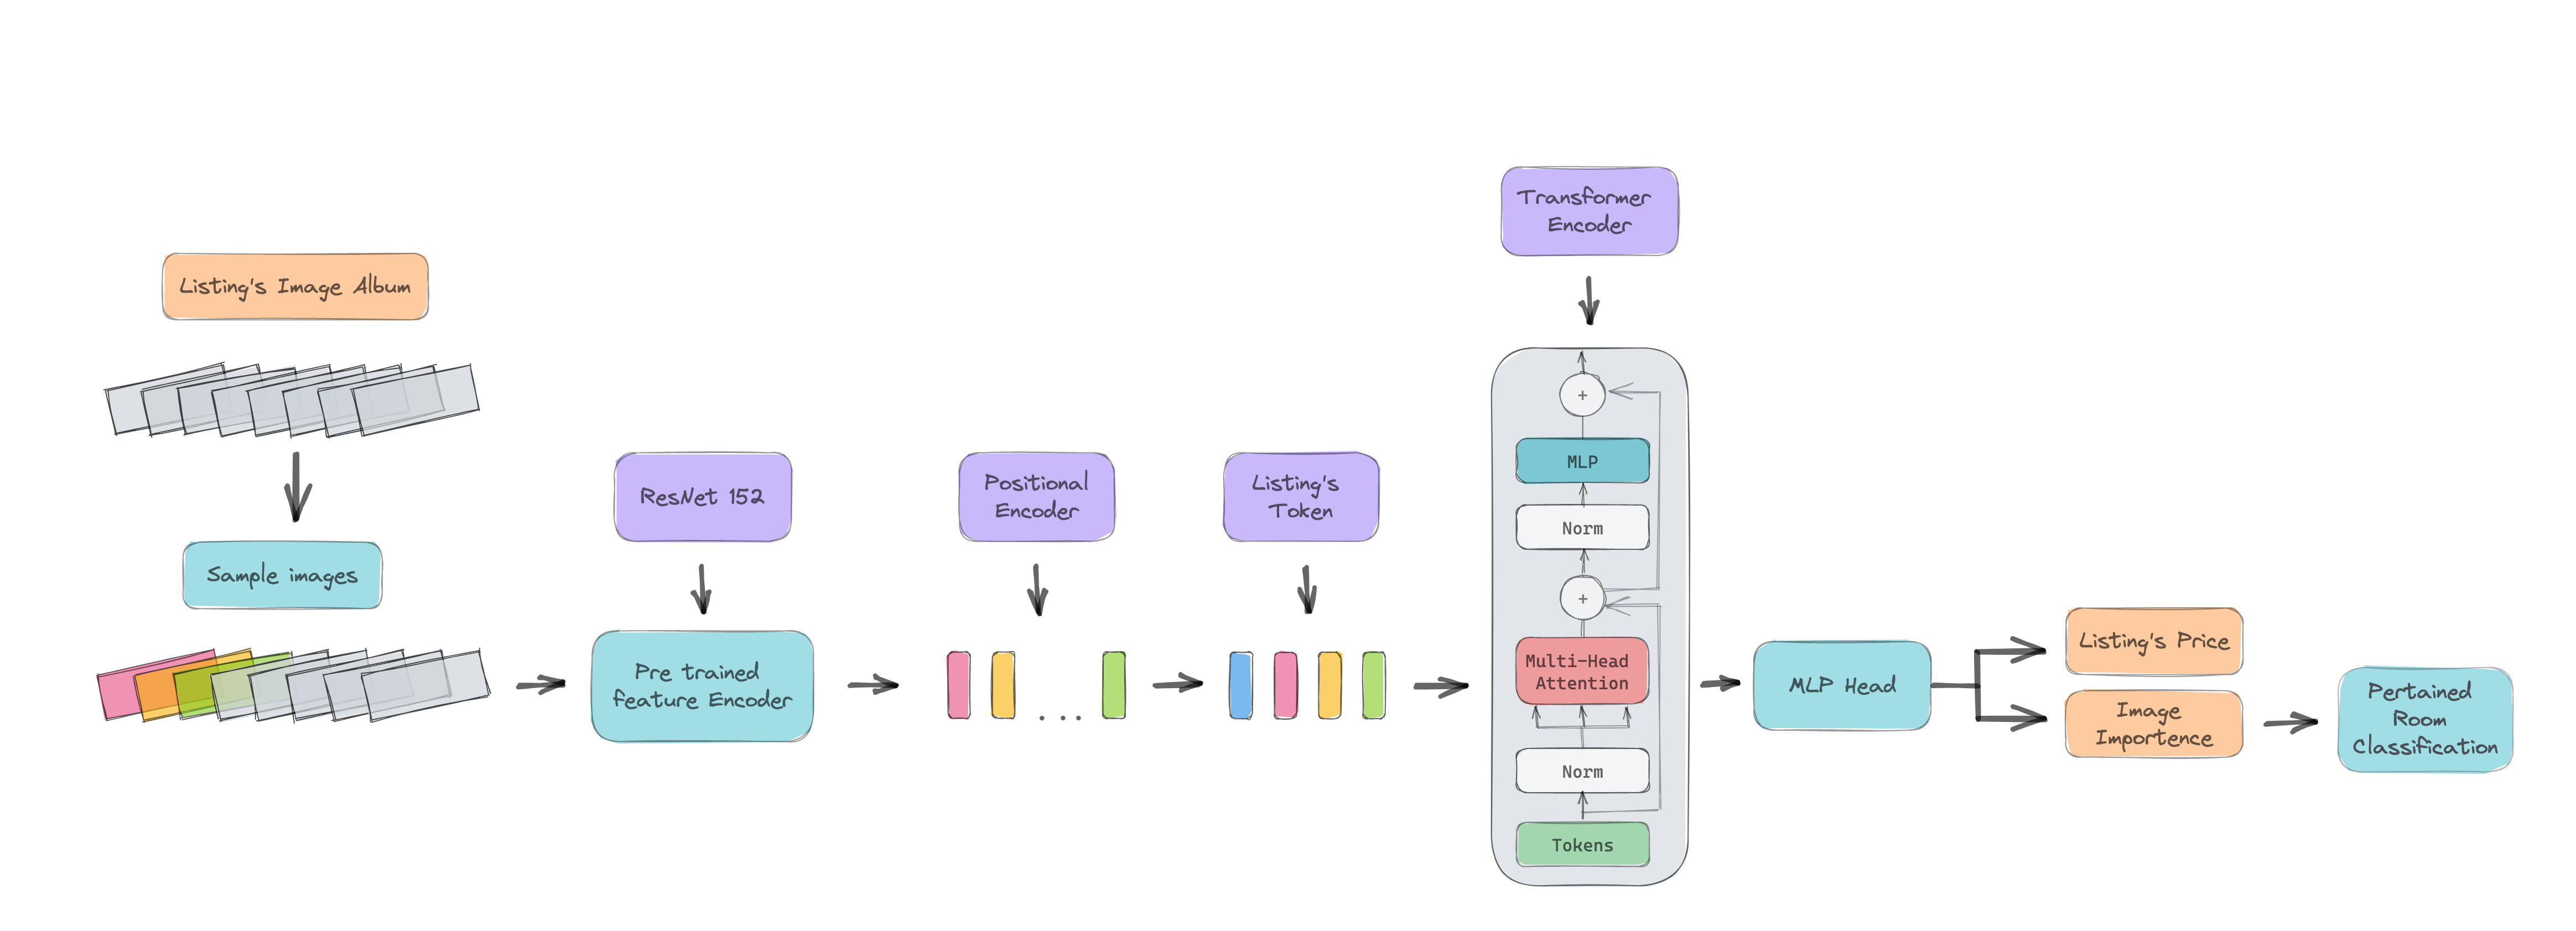 Listing's Image Album
Sample images
ResNet 152
Pre trained
feature Encoder
Positional
Encoder
. . .
Listing's
Token
Transformer
Encoder
+
MLP
Norm
+
Multi-Head
Attention
Norm
Tokens
MLP Head
Listing's Price
Image
Importence
Pertained
Room
Classification